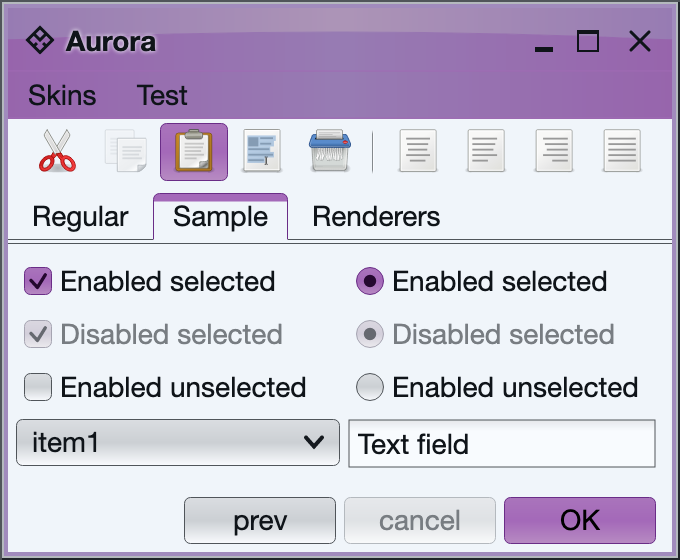 Aurora
Skins Test
Regular Sample Renderers
Enabled selected Enabled selected
Disabled selected Disabled selected
Enabled unselected Enabled unselected
item1 Text field
prev cancel OK